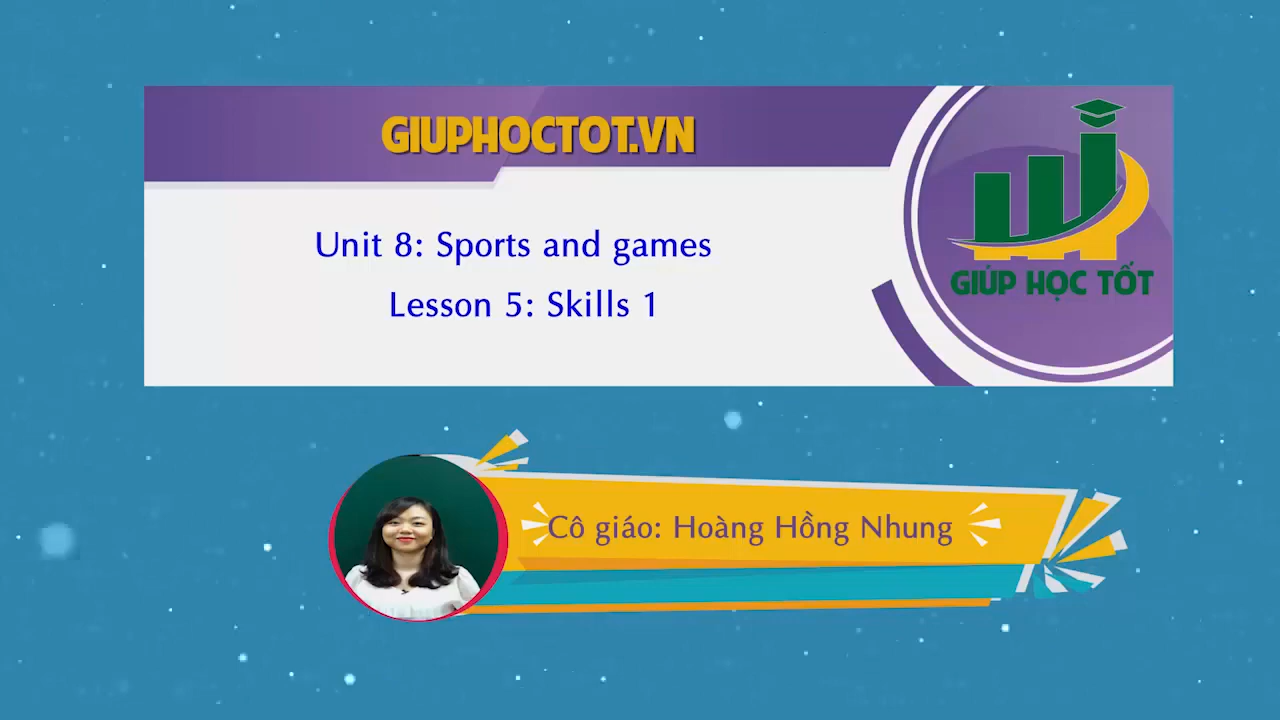 GIUPHOCTOT.VN
Unit 8: Sports and games
Lesson 5: Skills 1
GIÚP HỌC TỐT
Cô giáo: Hoàng Hồng Nhung